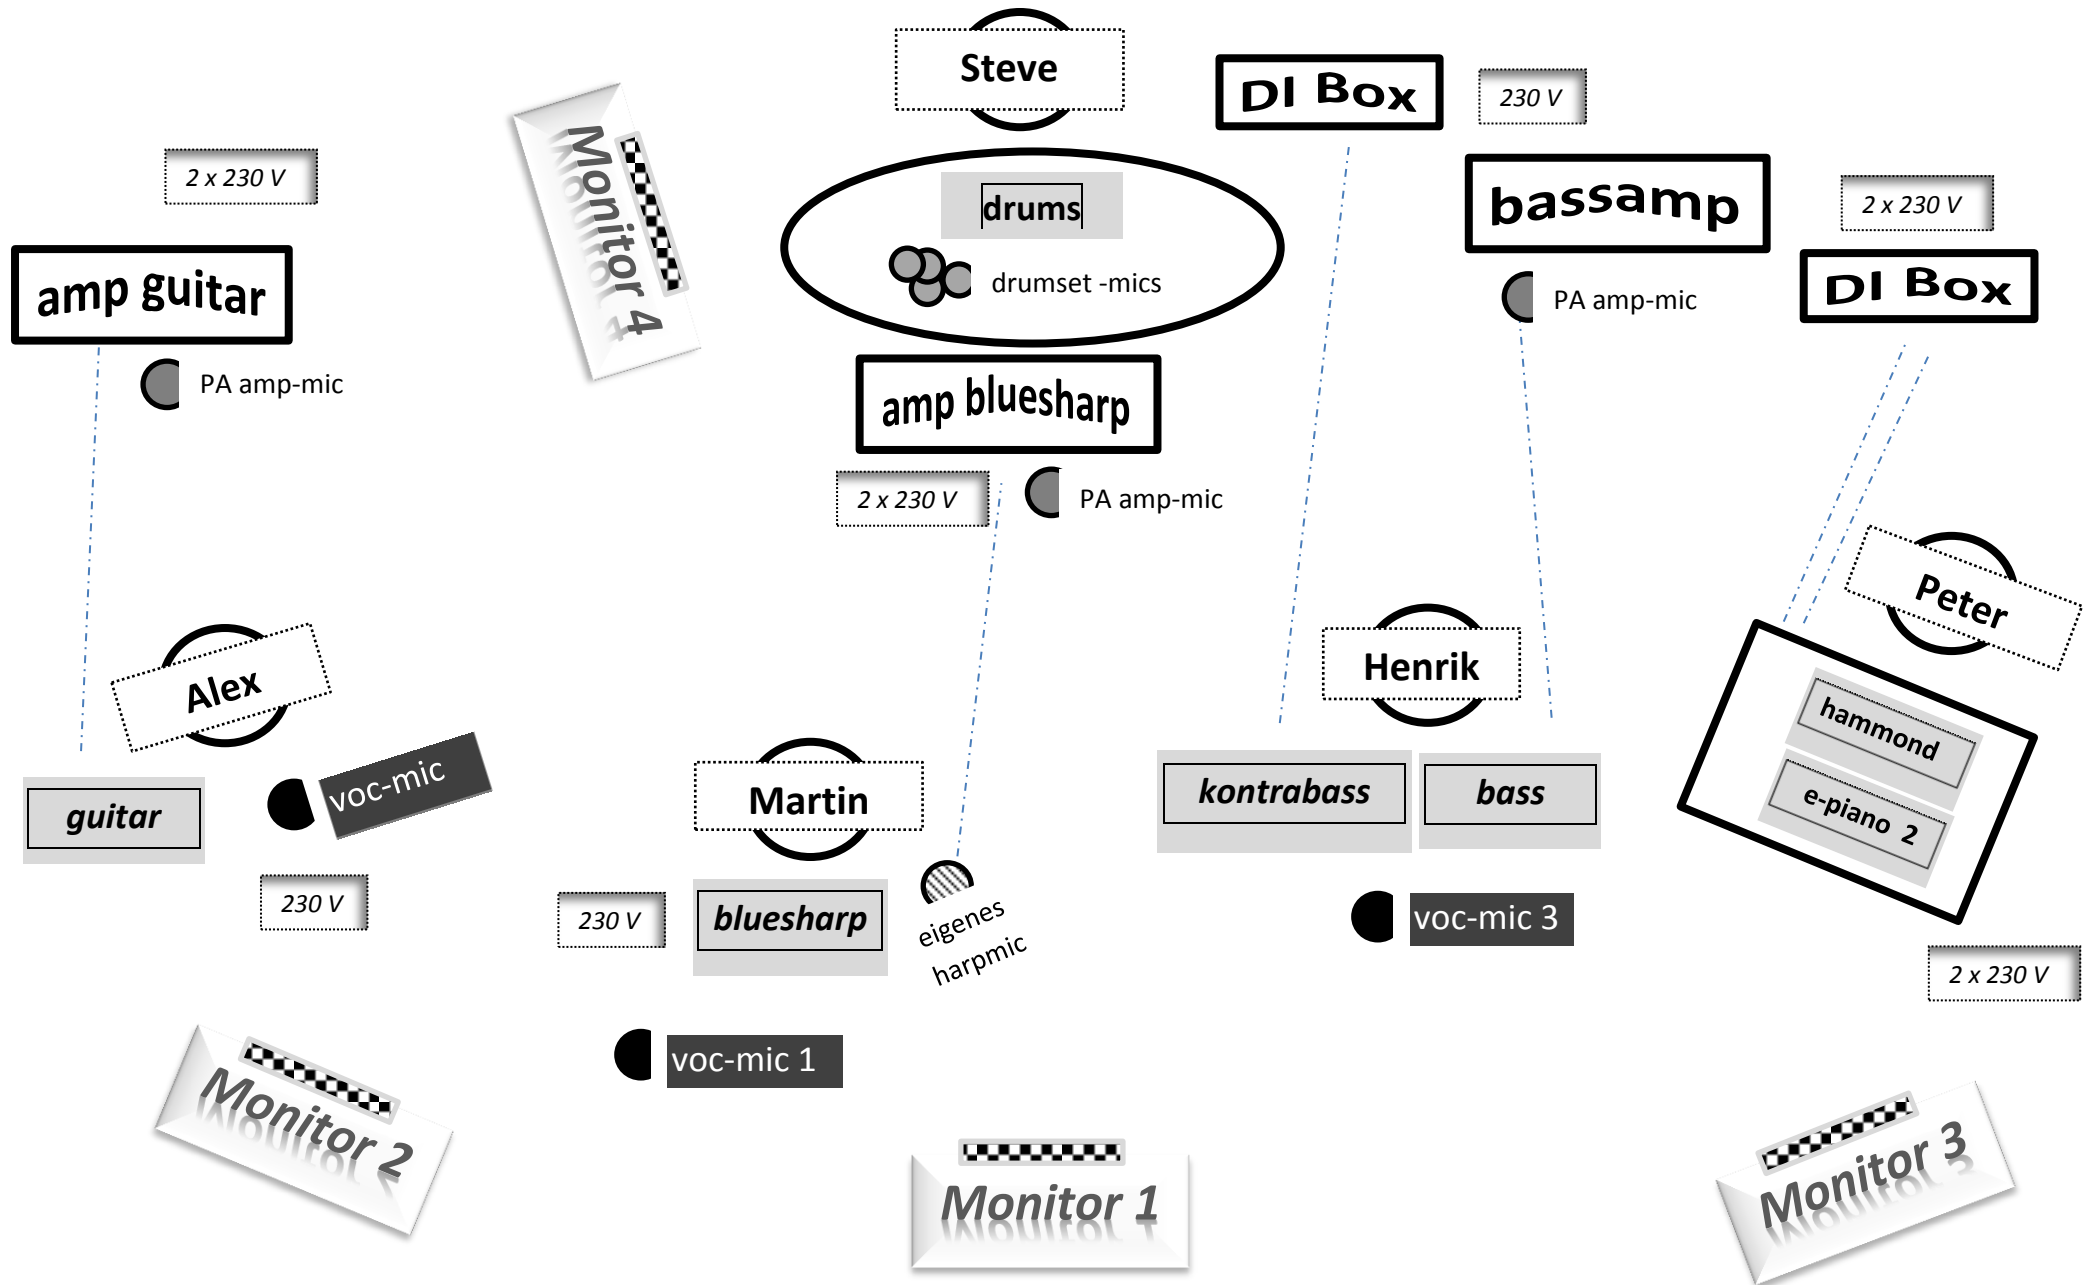 Steve
DI Box
230 V
2 x 230 V
Monitor 4
drums
bassamp
2 x 230 V
amp guitar
drumset -mics
PA amp-mic
DI Box
PA amp-mic
amp bluesharp
2 x 230 V
PA amp-mic
Peter
Alex
Henrik
hammond
voc-mic
guitar
Martin
kontrabass
bass
e-piano 2
230 V
230 V
bluesharp
eigenes
harpmic
voc-mic 3
2 x 230 V
voc-mic 1
Monitor 2
Monitor 1
Monitor 3